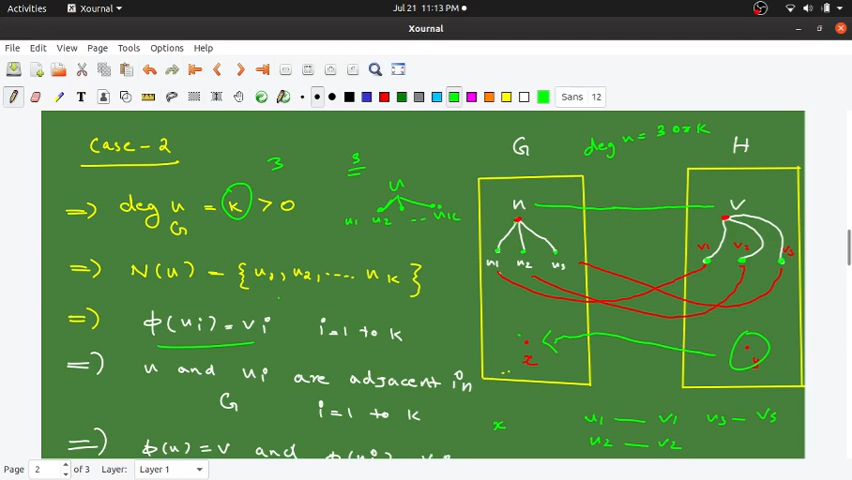 Activities Xournal Jul 21 11:13 PM
Xournal
File Edit View Page Tools Options Help
Sans 12
Case-2
3
3
deg u = 3 or K
G H
=> deg u = K > 0
G
u
u1 u2 .... uk
u v
u1 u2 u3
v1 v2 v3
=> N(u) = {u1, u2, .... uk}
=> φ(ui) = vi i=1 to K
x
y
=> u and ui are adjacent in
G i=1 to K
x
u1 — v1 u3 — v3
u2 — v2
=> φ(u) = v and
Page 2 of 3 Layer: Layer 1